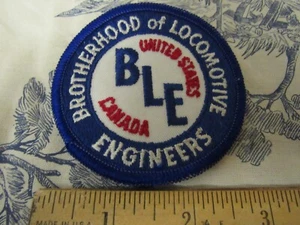 BROTHERHOOD of LOCOMOTIVE
UNITED STATES
BLE
CANADA
ENGINEERS
1
2
3
MADE IN U.S.A.